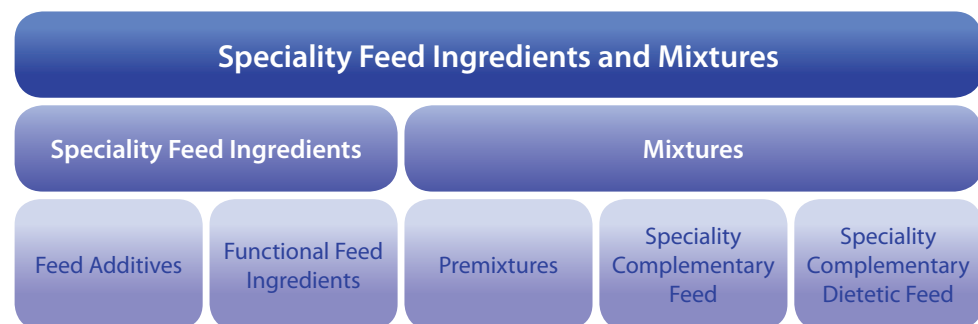 Speciality Feed Ingredients and Mixtures
Speciality Feed Ingredients
Mixtures
Feed Additives
Functional Feed
Ingredients
Premixtures
Speciality
Complementary
Feed
Speciality
Complementary
Dietetic Feed